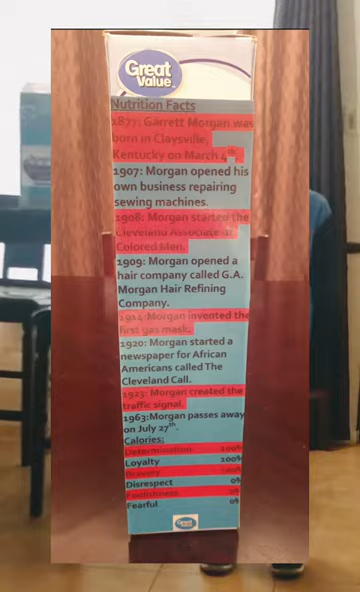 Great Value
Nutrition Facts
1877: Garrett Morgan was
born in Claysville,
Kentucky on March 4th.
1907: Morgan opened his
own business repairing
sewing machines.
1908: Morgan started the
Cleveland Associate of
Colored Men.
1909: Morgan opened a
hair company called G.A.
Morgan Hair Refining
Company.
1914: Morgan invented the
first gas mask.
1920: Morgan started a
newspaper for African
Americans called The
Cleveland Call.
1923: Morgan created the
traffic signal.
1963:Morgan passes away
on July 27th.
Calories:
Determination 100%
Loyalty 100%
Bravery 100%
Disrespect 0%
Foolishness 0%
Fearful 0%
Great Value